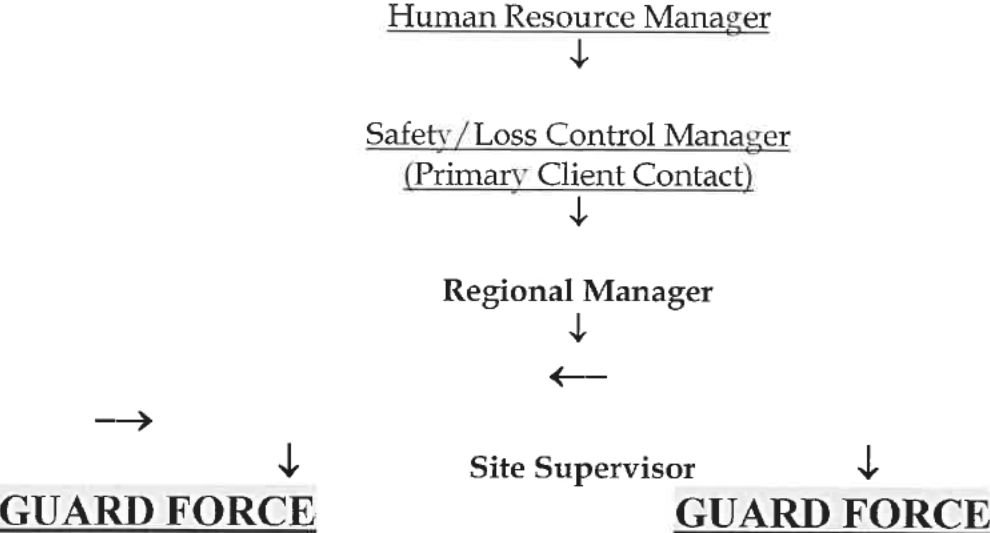 Human Resource Manager
↓
Safety/Loss Control Manager
(Primary Client Contact)
↓
Regional Manager
↓
←–
–→
↓ Site Supervisor ↓
GUARD FORCE GUARD FORCE